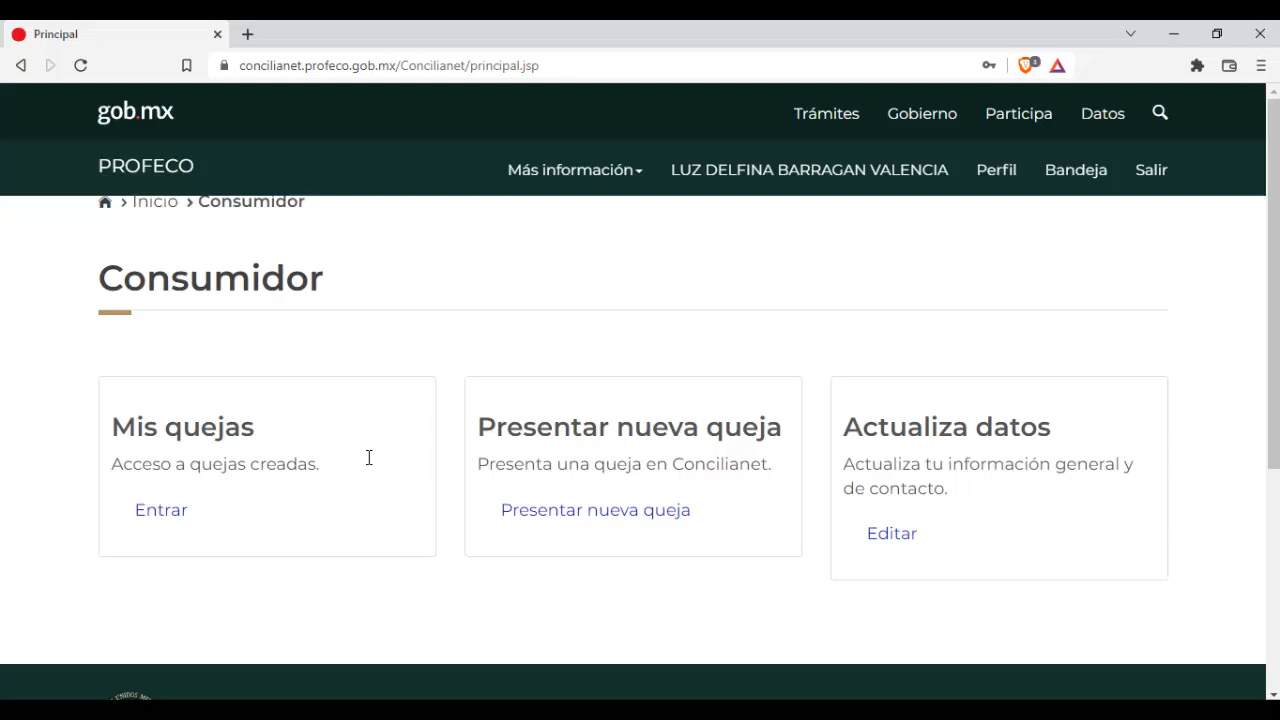 Principal
concilianet.profeco.gob.mx/Concilianet/principal.jsp
1
gob.mx
Trámites
Gobierno
Participa
Datos
PROFECO
Más información
LUZ DELFINA BARRAGAN VALENCIA
Perfil
Bandeja
Salir
Inicio
Consumidor
Consumidor
Mis quejas
Acceso a quejas creadas.
Entrar
Presentar nueva queja
Presenta una queja en Concilianet.
Presentar nueva queja
Actualiza datos
Actualiza tu información general y
de contacto.
Editar